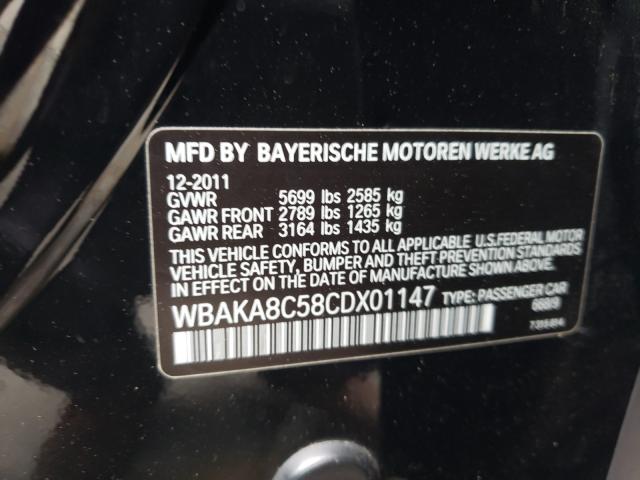 MFD BY BAYERISCHE MOTOREN WERKE AG
12-2011
GVWR 5699 lbs 2585 kg
GAWR FRONT 2789 lbs 1265 kg
GAWR REAR 3164 lbs 1435 kg
THIS VEHICLE CONFORMS TO ALL APPLICABLE U.S. FEDERAL MOTOR
VEHICLE SAFETY, BUMPER AND THEFT PREVENTION STANDARDS
IN EFFECT ON THE DATE OF MANUFACTURE SHOWN ABOVE.
WBAKA8C58CDX01147 TYPE: PASSENGER CAR